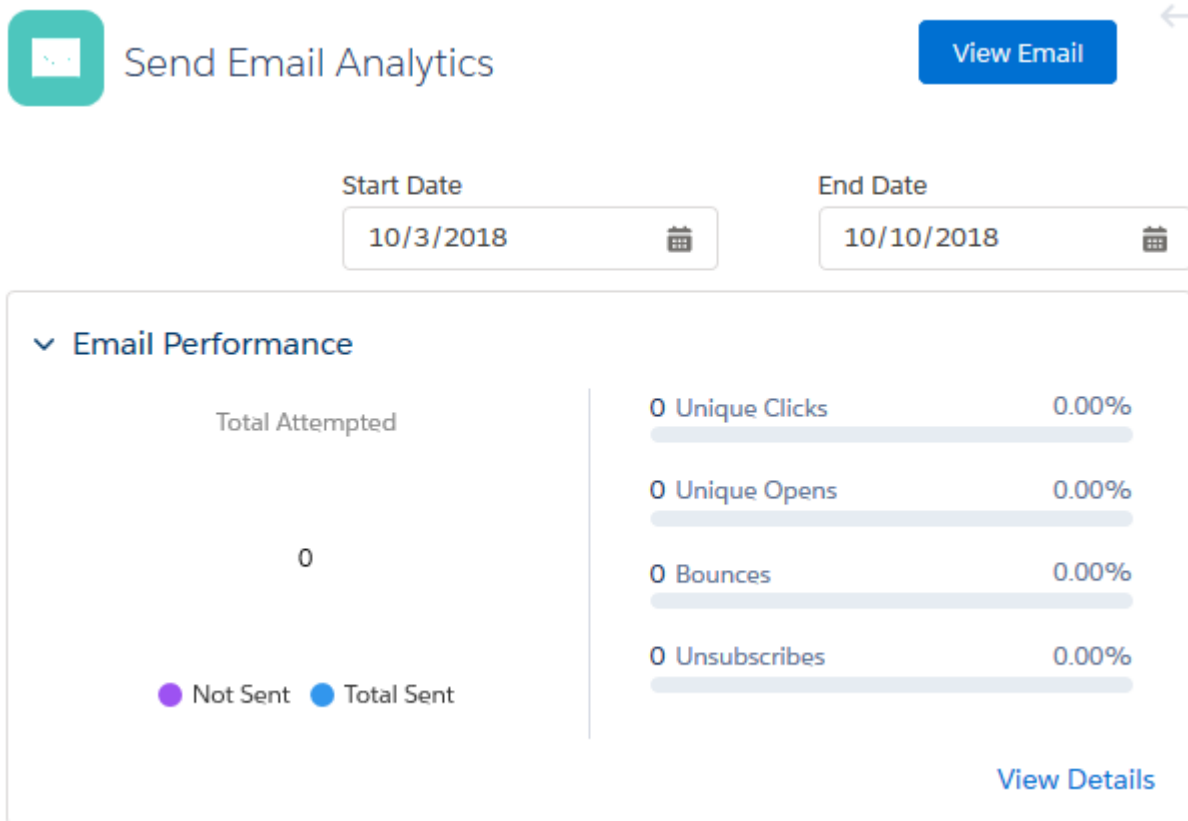 Send Email Analytics
View Email
Start Date
End Date
10/3/2018
10/10/2018
Email Performance
Total Attempted
0
Not Sent
Total Sent
0 Unique Clicks 0.00%
0 Unique Opens 0.00%
0 Bounces 0.00%
0 Unsubscribes 0.00%
View Details